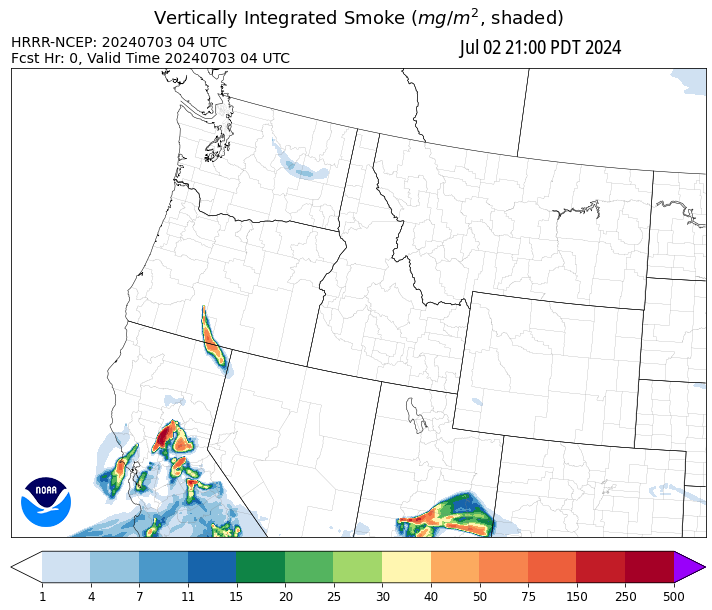 Vertically Integrated Smoke (mg/m², shaded)
HRRR-NCEP: 20240703 04 UTC
Fcst Hr: 0, Valid Time 20240703 04 UTC
Jul 02 21:00 PDT 2024
NOAA
1 4 7 11 15 20 25 30 40 50 75 150 250 500